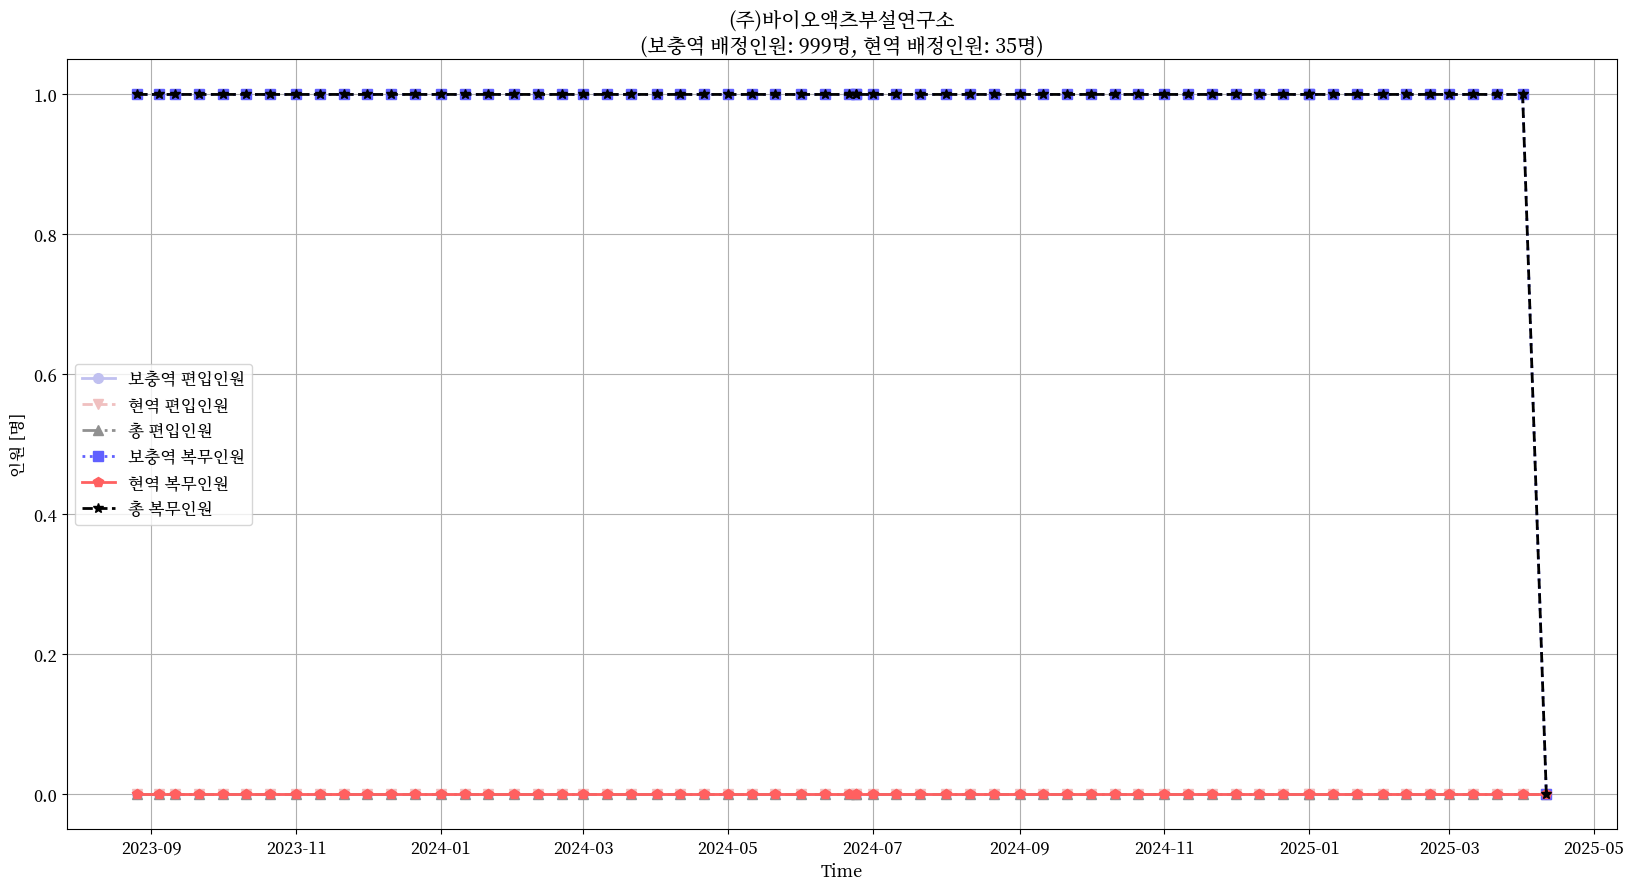 (주)바이오액츠부설연구소
(보충역 배정인원: 999명, 현역 배정인원: 35명)
인원 [명]
1.0
0.8
0.6
0.4
0.2
0.0
보충역 편입인원
현역 편입인원
총 편입인원
보충역 복무인원
현역 복무인원
총 복무인원
2023-09 2023-11 2024-01 2024-03 2024-05 2024-07 2024-09 2024-11 2025-01 2025-03 2025-05
Time